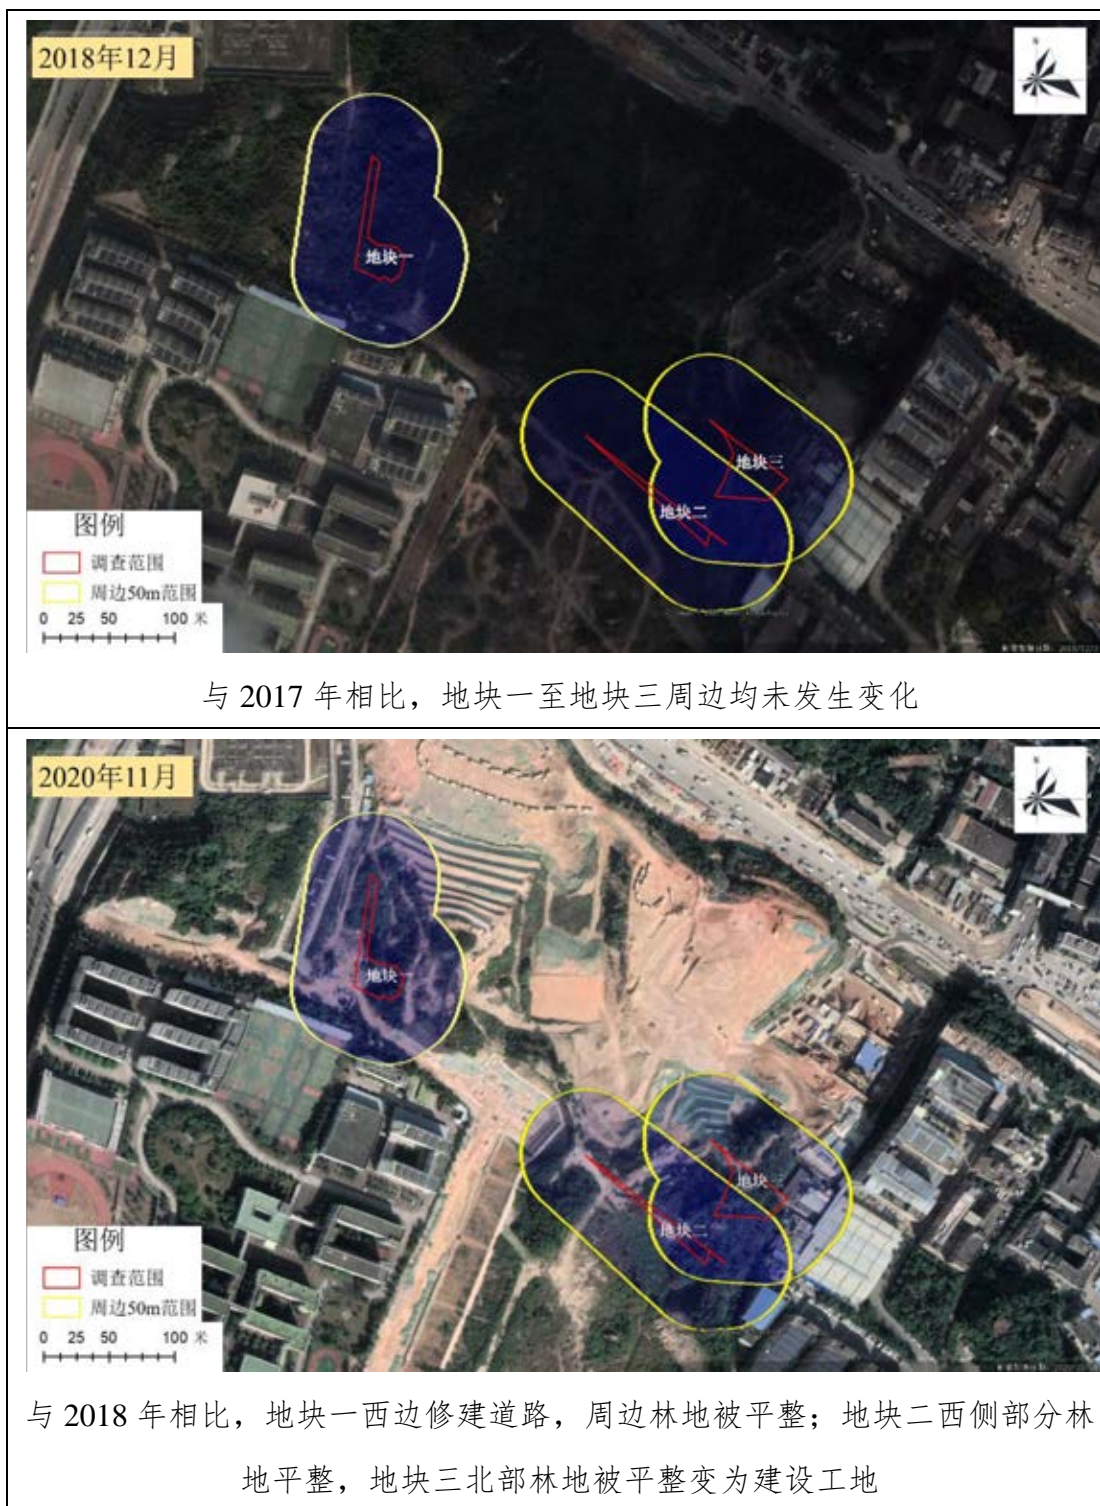 2018年12月
地块一
地块三
地块二
图例
调查范围
周边50m范围
0 25 50 100 米
与 2017 年相比，地块一至地块三周边均未发生变化
2020年11月
地块一
地块三
地块二
图例
调查范围
周边50m范围
0 25 50 100 米
与 2018 年相比，地块一西边修建道路，周边林地被平整；地块二西侧部分林
地平整，地块三北部林地被平整变为建设工地